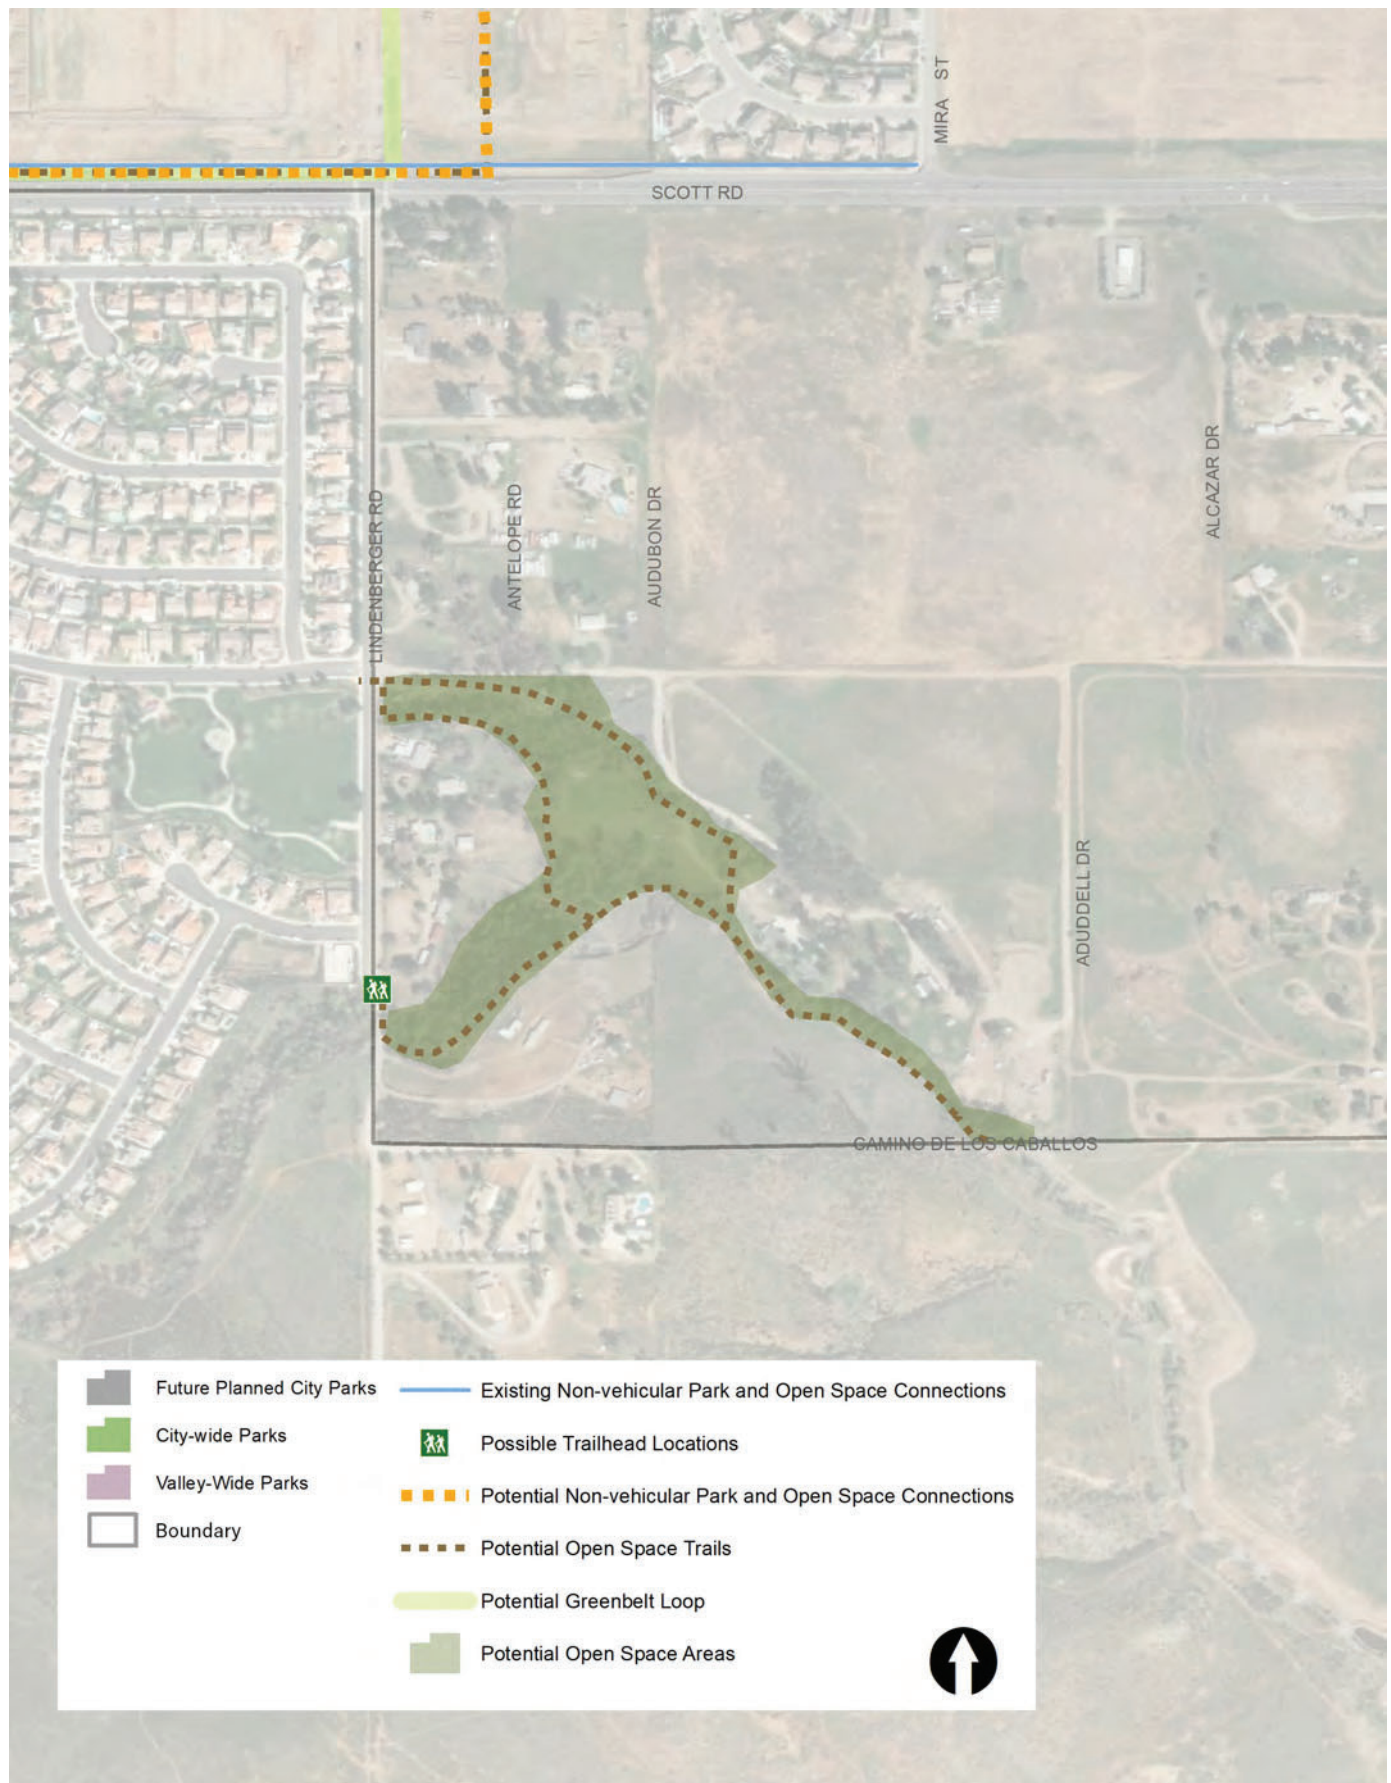 MIRA ST
SCOTT RD
LINDENBERGER RD
ANTELOPE RD
AUDUBON DR
ALCAZAR DR
ADUDDELL DR
CAMINO DE LOS CABALLOS
Future Planned City Parks
City-wide Parks
Valley-Wide Parks
Boundary
Existing Non-vehicular Park and Open Space Connections
Possible Trailhead Locations
Potential Non-vehicular Park and Open Space Connections
Potential Open Space Trails
Potential Greenbelt Loop
Potential Open Space Areas